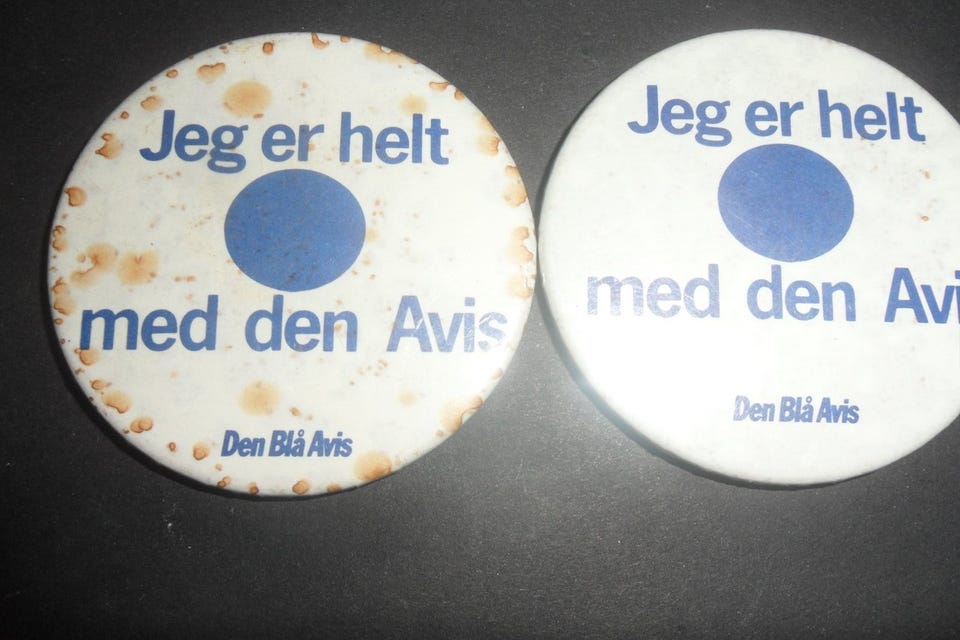 Jeg er helt
med den Avis
Den Blå Avis
Jeg er helt
med den Avi
Den Blå Avis